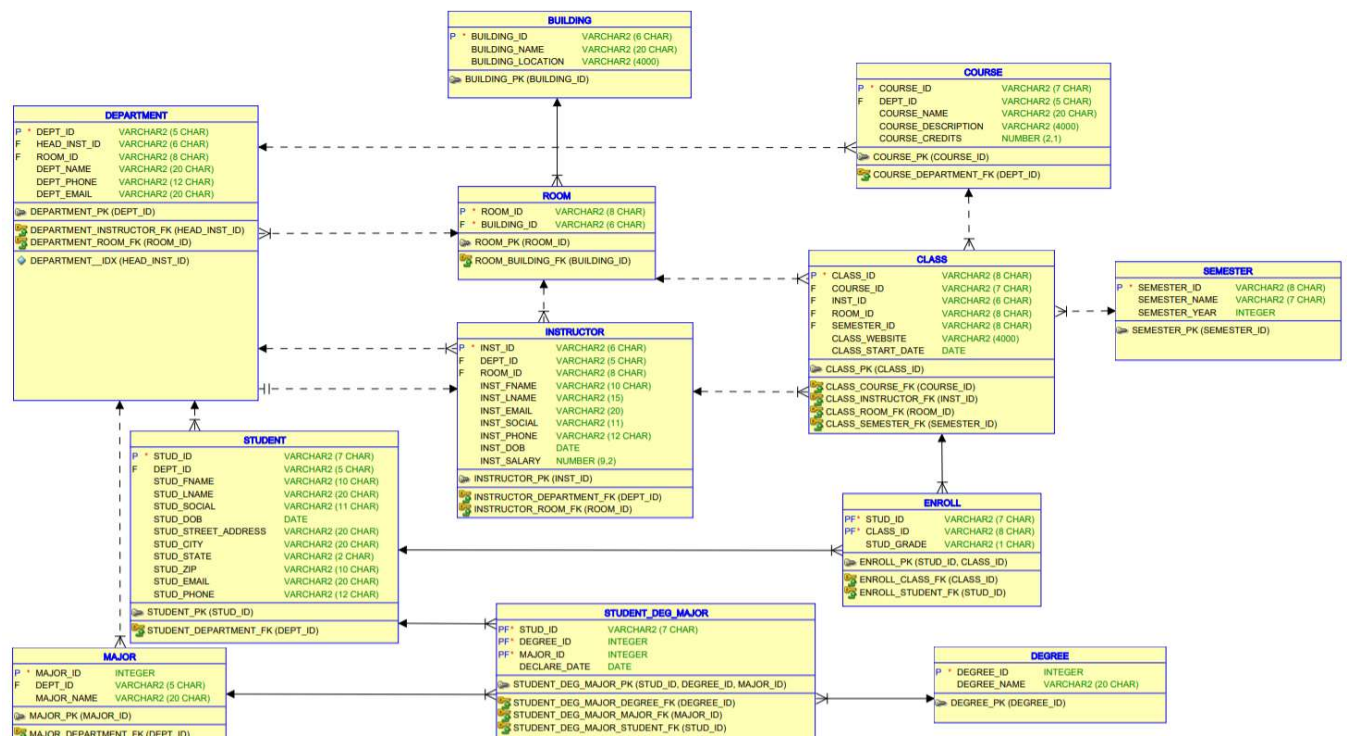 BUILDING
P * BUILDING_ID VARCHAR2 (6 CHAR)
BUILDING_NAME VARCHAR2 (20 CHAR)
BUILDING_LOCATION VARCHAR2 (4000)
BUILDING_PK (BUILDING_ID)
COURSE
P * COURSE_ID VARCHAR2 (7 CHAR)
F DEPT_ID VARCHAR2 (5 CHAR)
COURSE_NAME VARCHAR2 (20 CHAR)
COURSE_DESCRIPTION VARCHAR2 (4000)
COURSE_CREDITS NUMBER (2,1)
COURSE_PK (COURSE_ID)
COURSE_DEPARTMENT_FK (DEPT_ID)
DEPARTMENT
P * DEPT_ID VARCHAR2 (5 CHAR)
F HEAD_INST_ID VARCHAR2 (6 CHAR)
F ROOM_ID VARCHAR2 (8 CHAR)
DEPT_NAME VARCHAR2 (20 CHAR)
DEPT_PHONE VARCHAR2 (12 CHAR)
DEPT_EMAIL VARCHAR2 (20 CHAR)
DEPARTMENT_PK (DEPT_ID)
DEPARTMENT_INSTRUCTOR_FK (HEAD_INST_ID)
DEPARTMENT_ROOM_FK (ROOM_ID)
DEPARTMENT__IDX (HEAD_INST_ID)
ROOM
P * ROOM_ID VARCHAR2 (8 CHAR)
F * BUILDING_ID VARCHAR2 (6 CHAR)
ROOM_PK (ROOM_ID)
ROOM_BUILDING_FK (BUILDING_ID)
CLASS
P * CLASS_ID VARCHAR2 (8 CHAR)
F COURSE_ID VARCHAR2 (7 CHAR)
F INST_ID VARCHAR2 (6 CHAR)
F ROOM_ID VARCHAR2 (8 CHAR)
F SEMESTER_ID VARCHAR2 (8 CHAR)
CLASS_WEBSITE VARCHAR2 (4000)
CLASS_START_DATE DATE
CLASS_PK (CLASS_ID)
CLASS_COURSE_FK (COURSE_ID)
CLASS_INSTRUCTOR_FK (INST_ID)
CLASS_ROOM_FK (ROOM_ID)
CLASS_SEMESTER_FK (SEMESTER_ID)
SEMESTER
P * SEMESTER_ID VARCHAR2 (8 CHAR)
SEMESTER_NAME VARCHAR2 (7 CHAR)
SEMESTER_YEAR INTEGER
SEMESTER_PK (SEMESTER_ID)
INSTRUCTOR
P * INST_ID VARCHAR2 (6 CHAR)
F DEPT_ID VARCHAR2 (5 CHAR)
F ROOM_ID VARCHAR2 (8 CHAR)
INST_FNAME VARCHAR2 (10 CHAR)
INST_LNAME VARCHAR2 (15)
INST_EMAIL VARCHAR2 (20)
INST_SOCIAL VARCHAR2 (11)
INST_PHONE VARCHAR2 (12 CHAR)
INST_DOB DATE
INST_SALARY NUMBER (9,2)
INSTRUCTOR_PK (INST_ID)
INSTRUCTOR_DEPARTMENT_FK (DEPT_ID)
INSTRUCTOR_ROOM_FK (ROOM_ID)
STUDENT
P * STUD_ID VARCHAR2 (7 CHAR)
F DEPT_ID VARCHAR2 (5 CHAR)
STUD_FNAME VARCHAR2 (10 CHAR)
STUD_LNAME VARCHAR2 (20 CHAR)
STUD_SOCIAL VARCHAR2 (11 CHAR)
STUD_DOB DATE
STUD_STREET_ADDRESS VARCHAR2 (20 CHAR)
STUD_CITY VARCHAR2 (20 CHAR)
STUD_STATE VARCHAR2 (2 CHAR)
STUD_ZIP VARCHAR2 (10 CHAR)
STUD_EMAIL VARCHAR2 (20 CHAR)
STUD_PHONE VARCHAR2 (12 CHAR)
STUDENT_PK (STUD_ID)
STUDENT_DEPARTMENT_FK (DEPT_ID)
ENROLL
PF* STUD_ID VARCHAR2 (7 CHAR)
PF* CLASS_ID VARCHAR2 (8 CHAR)
STUD_GRADE VARCHAR2 (1 CHAR)
ENROLL_PK (STUD_ID, CLASS_ID)
ENROLL_CLASS_FK (CLASS_ID)
ENROLL_STUDENT_FK (STUD_ID)
STUDENT_DEG_MAJOR
PF* STUD_ID VARCHAR2 (7 CHAR)
PF* DEGREE_ID INTEGER
PF* MAJOR_ID INTEGER
DECLARE_DATE DATE
STUDENT_DEG_MAJOR_PK (STUD_ID, DEGREE_ID, MAJOR_ID)
STUDENT_DEG_MAJOR_DEGREE_FK (DEGREE_ID)
STUDENT_DEG_MAJOR_MAJOR_FK (MAJOR_ID)
STUDENT_DEG_MAJOR_STUDENT_FK (STUD_ID)
MAJOR
P * MAJOR_ID INTEGER
F DEPT_ID VARCHAR2 (5 CHAR)
MAJOR_NAME VARCHAR2 (20 CHAR)
MAJOR_PK (MAJOR_ID)
MAJOR_DEPARTMENT_FK (DEPT_ID)
DEGREE
P * DEGREE_ID INTEGER
DEGREE_NAME VARCHAR2 (20 CHAR)
DEGREE_PK (DEGREE_ID)